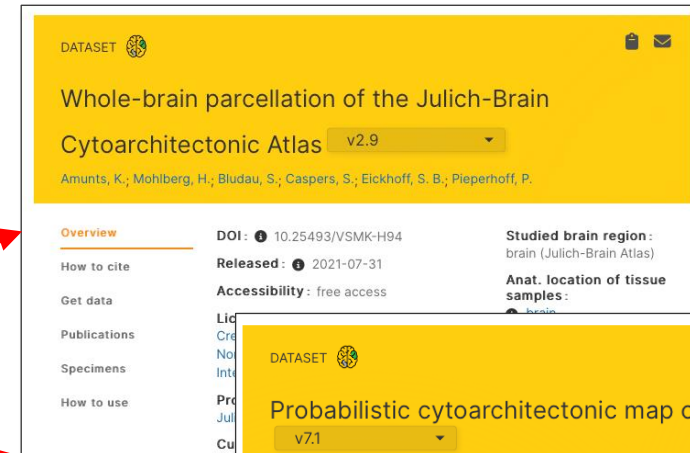 DATASET
Whole-brain parcellation of the Julich-Brain
Cytoarchitectonic Atlas v2.9
Amunts, K.; Mohlberg, H.; Bludau, S.; Caspers, S.; Eickhoff, S. B.; Pieperhoff, P.
Overview
How to cite
Get data
Publications
Specimens
How to use
DOI: 10.25493/VSMK-H94
Released: 2021-07-31
Accessibility: free access
Studied brain region:
brain (Julich-Brain Atlas)
Anat. location of tissue
samples:
brain
DATASET
Probabilistic cytoarchitectonic map
v7.1